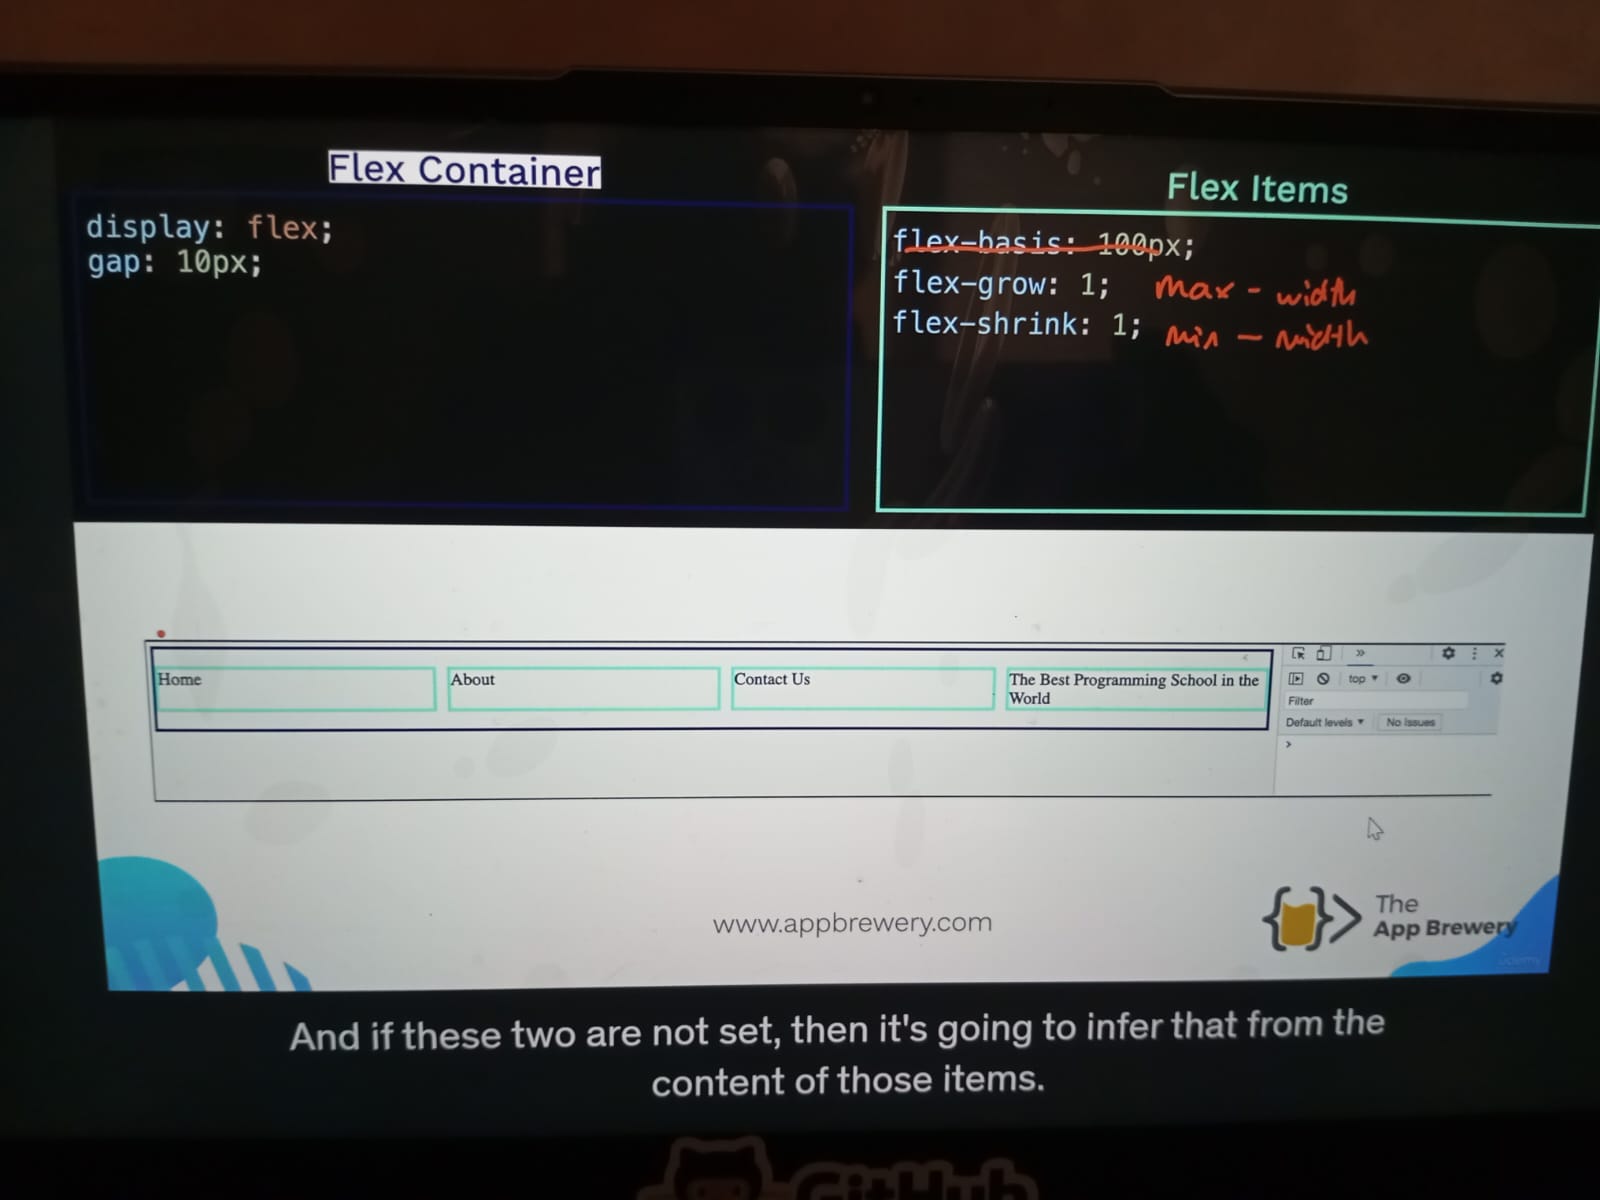 Flex Container
display: flex;
gap: 10px;
Flex Items
flex-basis: 100px;
flex-grow: 1; max - width
flex-shrink: 1; min - width
Home
About
Contact Us
The Best Programming School in the
World
»
top
Filter
Default levels
No Issues
www.appbrewery.com
The
App Brewery
udemy
And if these two are not set, then it's going to infer that from the
content of those items.
GitHub